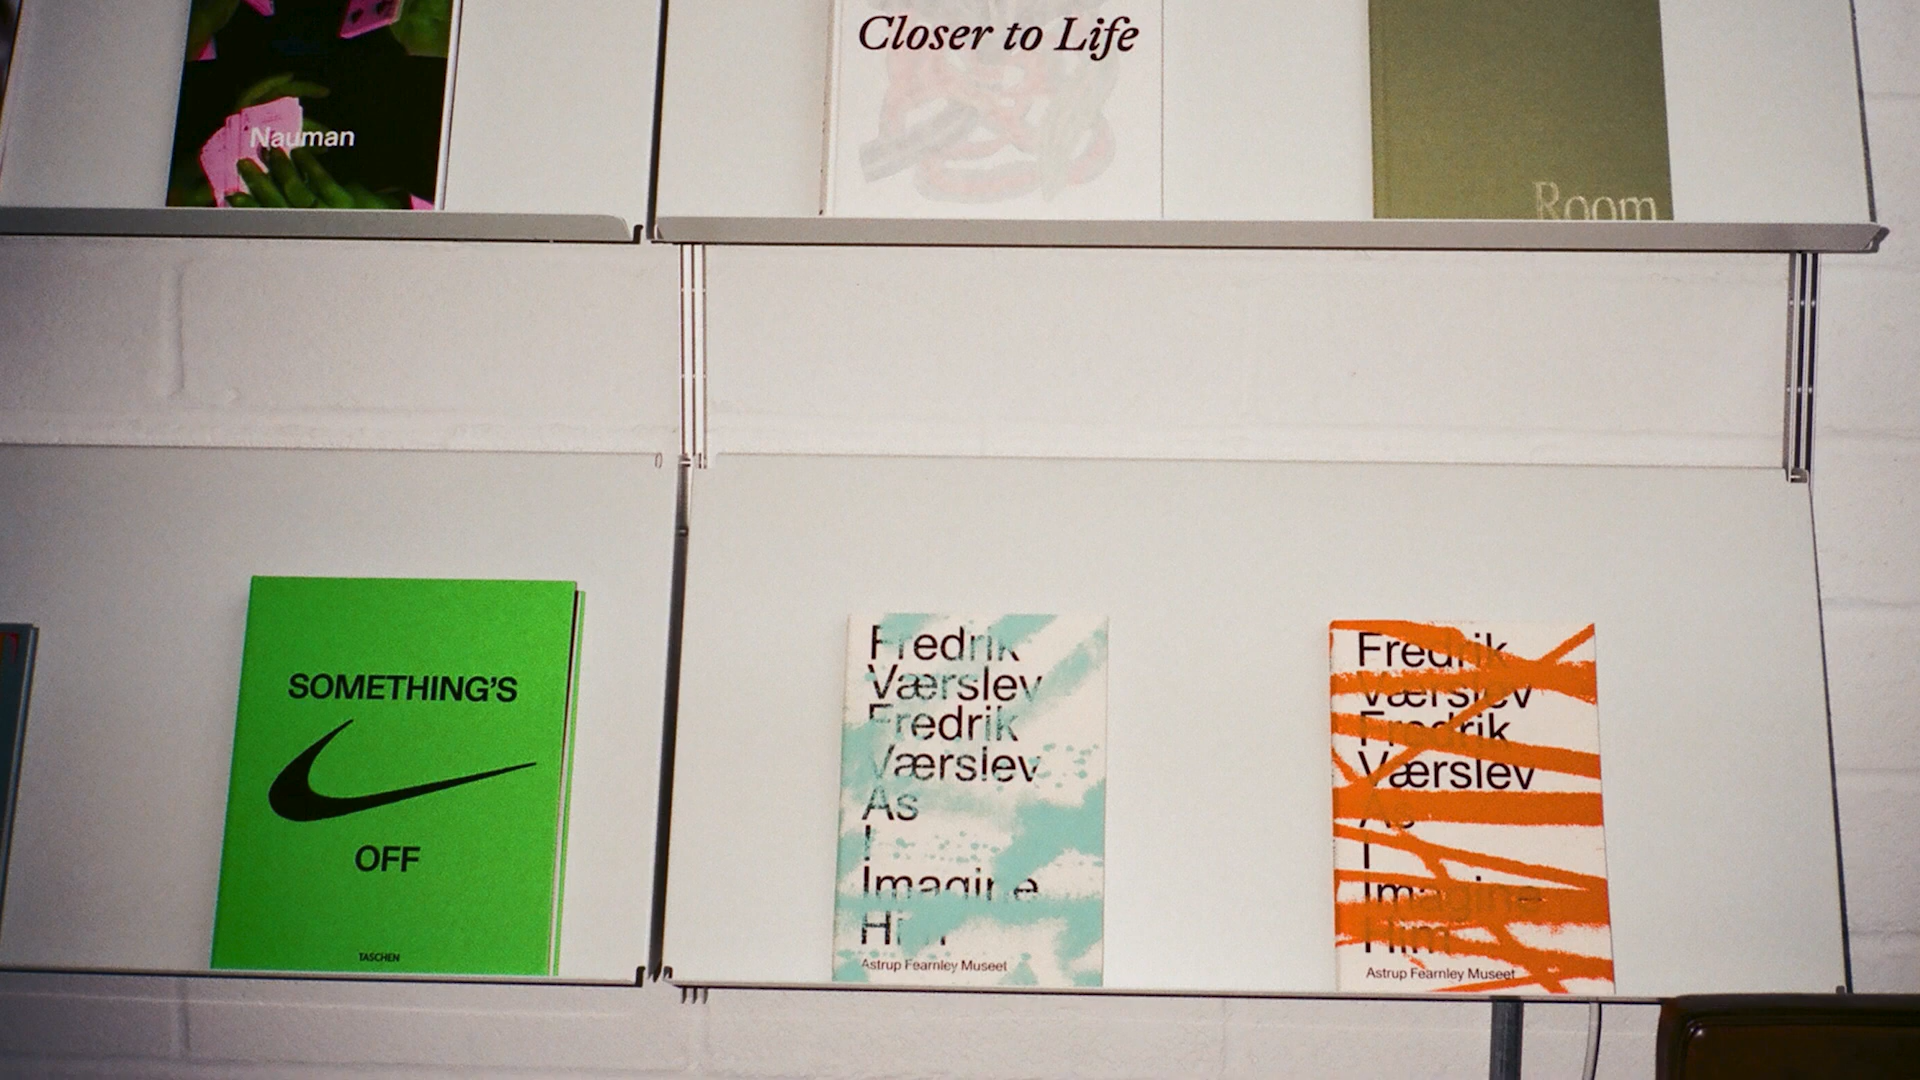 Nauman
Closer to Life
Room
SOMETHING'S
OFF
TASCHEN
Fredrik
Værslev
Fredrik
Værslev
As
I
Imagine
Him
Astrup Fearnley Museet
Fredrik
Værslev
Fredrik
Værslev
As
I
Imagine
Him
Astrup Fearnley Museet